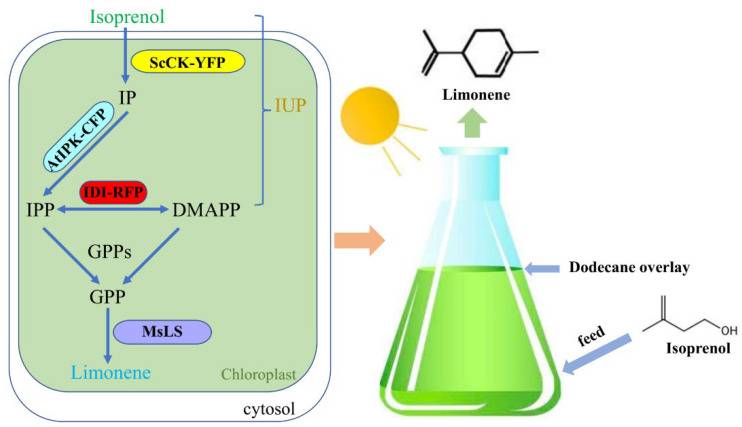 Isoprenol
ScCK-YFP
IP
IUP
AtIPK-CFP
IDI-RFP
IPP
DMAPP
GPPs
GPP
MsLS
Limonene
Chloroplast
cytosol
Limonene
Dodecane overlay
feed
OH
Isoprenol